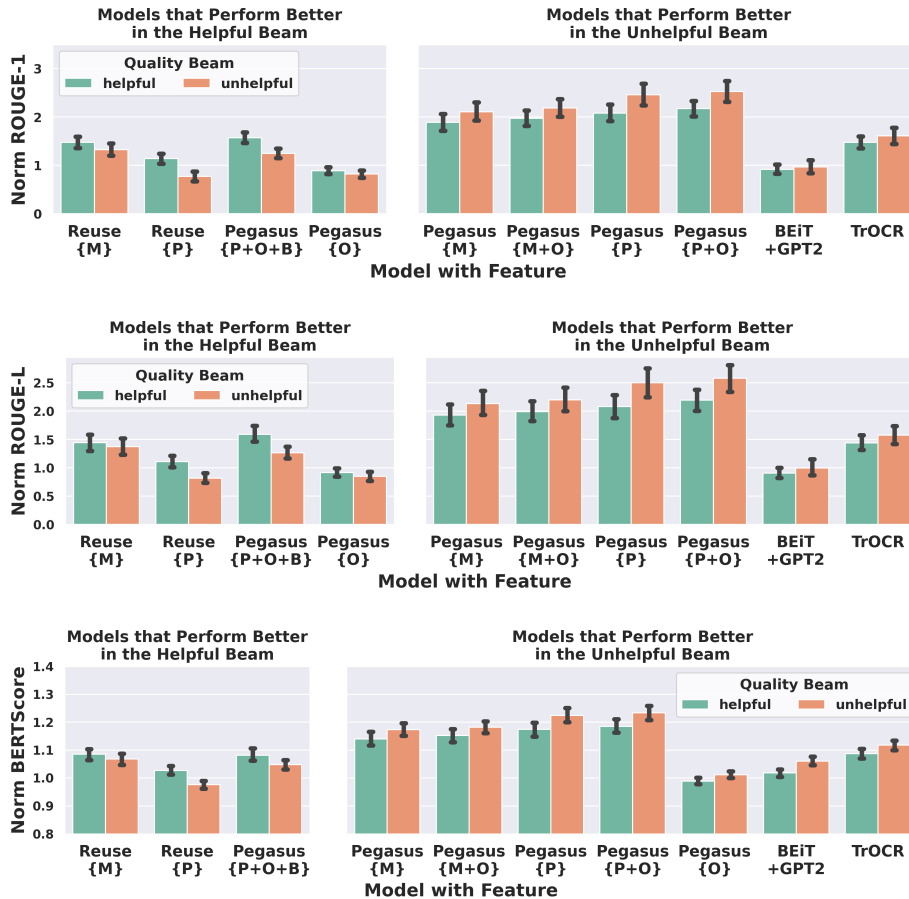 Models that Perform Better
in the Helpful Beam
Models that Perform Better
in the Unhelpful Beam
Norm ROUGE-1
3
2
1
0
Quality Beam
helpful unhelpful
Reuse {M}
Reuse {P}
Pegasus {P+O+B}
Pegasus {O}
Pegasus {M}
Pegasus {M+O}
Pegasus {P}
Pegasus {P+O}
BEiT +GPT2
TrOCR
Model with Feature
Models that Perform Better
in the Helpful Beam
Models that Perform Better
in the Unhelpful Beam
Norm ROUGE-L
2.5
2.0
1.5
1.0
0.5
0.0
Quality Beam
helpful unhelpful
Reuse {M}
Reuse {P}
Pegasus {P+O+B}
Pegasus {O}
Pegasus {M}
Pegasus {M+O}
Pegasus {P}
Pegasus {P+O}
BEiT +GPT2
TrOCR
Model with Feature
Models that Perform Better
in the Helpful Beam
Models that Perform Better
in the Unhelpful Beam
Norm BERTScore
1.4
1.3
1.2
1.1
1.0
0.9
0.8
Quality Beam
helpful unhelpful
Reuse {M}
Reuse {P}
Pegasus {P+O+B}
Pegasus {M}
Pegasus {M+O}
Pegasus {P}
Pegasus {P+O}
Pegasus {O}
BEiT +GPT2
TrOCR
Model with Feature